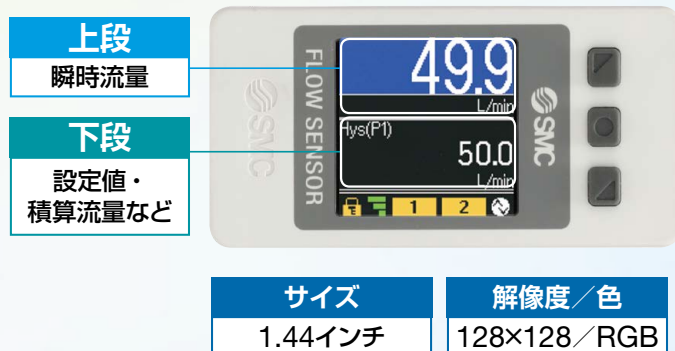 上段
瞬時流量
下段
設定値・
積算流量など
FLOW SENSOR
SMC
49.9
L/min
Hys(P1)
50.0
L/min
1 2
SMC
サイズ
1.44インチ
解像度／色
128×128／RGB